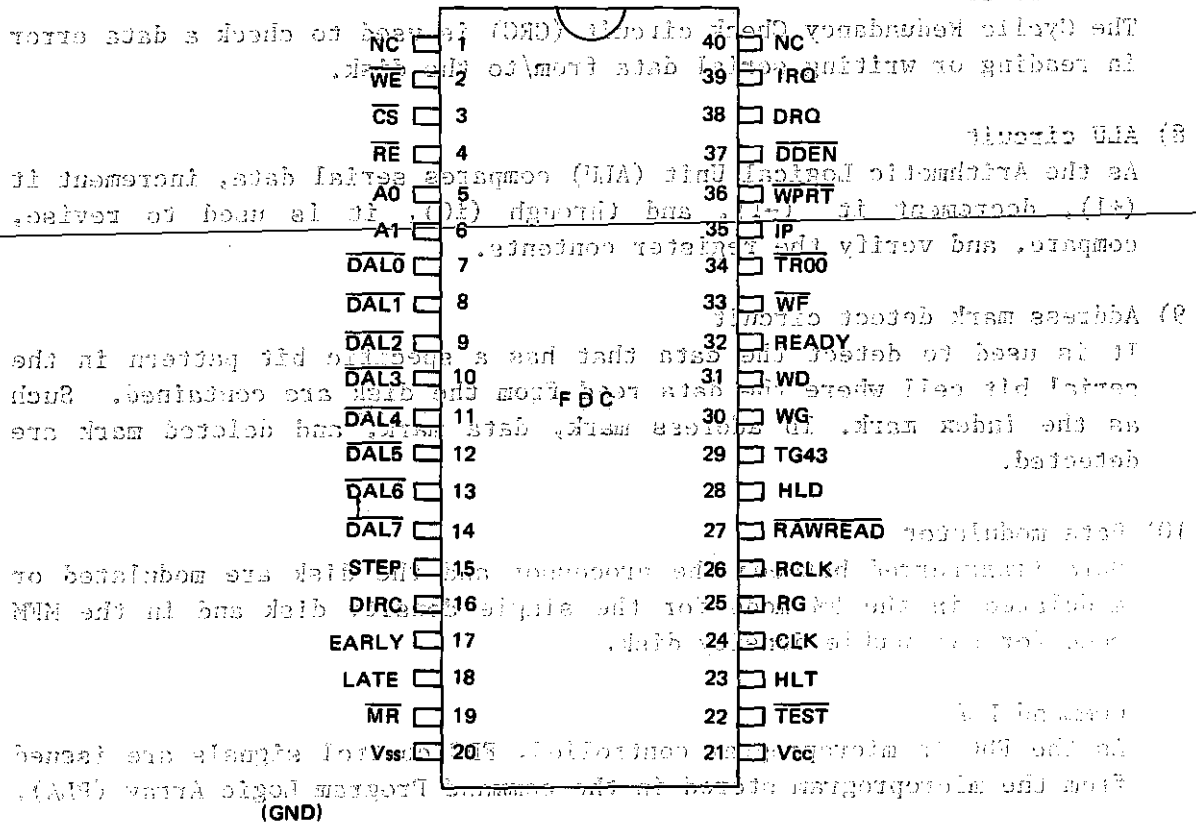 NC 1 40 NC
WE 2 39 IRQ
CS 3 38 DRQ
RE 4 37 DDEN
A0 5 36 WPRT
A1 6 35 IP
DAL0 7 34 TR00
DAL1 8 33 WF
DAL2 9 32 READY
DAL3 10 31 WD
FDC
DAL4 11 30 WG
DAL5 12 29 TG43
DAL6 13 28 HLD
DAL7 14 27 RAWREAD
STEP 15 26 RCLK
DIRC 16 25 RG
EARLY 17 24 CLK
LATE 18 23 HLT
MR 19 22 TEST
Vss 20 21 Vcc
(GND)
The Cyclic Redundancy Check circuit (CRC) is used to check a data error
in reading or writing serial data from/to the disk.
8) ALU circuit
As the Arithmetic Logical Unit (ALU) compares serial data, increment it
(+1), decrement it and through it is used to revise,
compare, and verify the register contents.
9) Address mark detect circuit
It is used to detect the data that has a specific bit pattern in the
serial bit cell where the data read from the disk are contained. Such
as the index mark, ID address mark, data mark, and deleted mark are
detected.
10) Data modulator
the processor and the disk are modulated or
in the for the single disk and in the MFM
for disk.
the FDC is microprogram controlled. control signals are issued
from the microprogram stored in the command Program Logic Array (PLA).